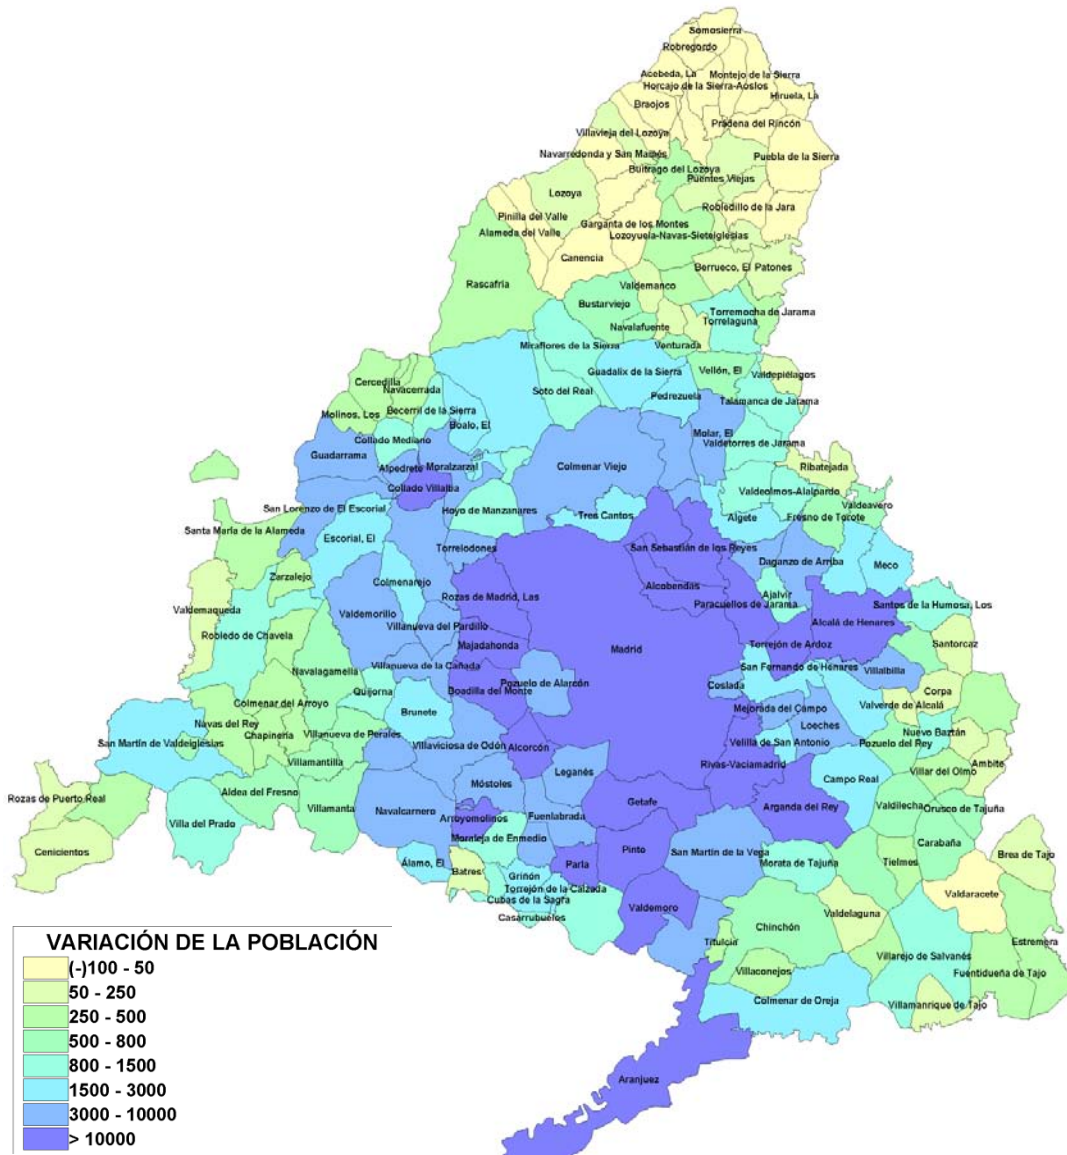 Somosierra
Robregordo
Acebeda, La
Montejo de la Sierra
Horcajo de la Sierra-Aoslos
Hiruela, La
Braojos
Prádena del Rincón
Villavieja del Lozoya
Navarredonda y San Mamés
Puebla de la Sierra
Buitrago del Lozoya
Puentes Viejas
Lozoya
Robledillo de la Jara
Pinilla del Valle
Garganta de los Montes
Alameda del Valle
Lozoyuela-Navas-Sieteiglesias
Canencia
Berrueco, El
Patones
Rascafría
Valdemanco
Bustarviejo
Torremocha de Jarama
Torrelaguna
Navalafuente
Miraflores de la Sierra
Venturada
Guadalix de la Sierra
Vellón, El
Valdepiélagos
Cercedilla
Navacerrada
Soto del Real
Pedrezuela
Talamanca de Jarama
Becerril de la Sierra
Molinos, Los
Boalo, El
Collado Mediano
Molar, El
Valdetorres de Jarama
Guadarrama
Alpedrete
Moralzarzal
Colmenar Viejo
Ribatejada
Collado Villalba
Valdeolmos-Alalpardo
Valdeavero
San Lorenzo de El Escorial
Hoyo de Manzanares
Tres Cantos
Fresno de Torote
Santa María de la Alameda
Algete
Escorial, El
Torrelodones
San Sebastián de los Reyes
Daganzo de Arriba
Meco
Zarzalejo
Colmenarejo
Alcobendas
Ajalvir
Rozas de Madrid, Las
Paracuellos de Jarama
Santos de la Humosa, Los
Valdemaqueda
Valdemorillo
Villanueva del Pardillo
Alcalá de Henares
Robledo de Chavela
Majadahonda
Madrid
Torrejón de Ardoz
Santorcaz
Navalagamella
Villanueva de la Cañada
San Fernando de Henares
Villalbilla
Pozuelo de Alarcón
Coslada
Quijorna
Boadilla del Monte
Corpa
Colmenar del Arroyo
Brunete
Mejorada del Campo
Valverde de Alcalá
Navas del Rey
Loeches
Chapinería
Villanueva de Perales
Nuevo Baztán
San Martín de Valdeiglesias
Villaviciosa de Odón
Alcorcón
Velilla de San Antonio
Pozuelo del Rey
Villamantilla
Leganés
Rivas-Vaciamadrid
Ambite
Móstoles
Campo Real
Villar del Olmo
Rozas de Puerto Real
Aldea del Fresno
Villamanta
Getafe
Arganda del Rey
Valdilecha
Orusco de Tajuña
Villa del Prado
Navalcarnero
Arroyomolinos
Fuenlabrada
Moraleja de Enmedio
Carabaña
Cenicientos
Pinto
San Martín de la Vega
Brea de Tajo
Álamo, El
Batres
Parla
Morata de Tajuña
Tielmes
Griñón
Torrejón de la Calzada
Valdaracete
Cubas de la Sagra
Valdemoro
Valdelaguna
Casarrubuelos
Chinchón
Titulcia
Estremera
Villarejo de Salvanés
Villaconejos
Fuentidueña de Tajo
Colmenar de Oreja
Villamanrique de Tajo
Aranjuez
VARIACIÓN DE LA POBLACIÓN
(-)100 - 50
50 - 250
250 - 500
500 - 800
800 - 1500
1500 - 3000
3000 - 10000
> 10000